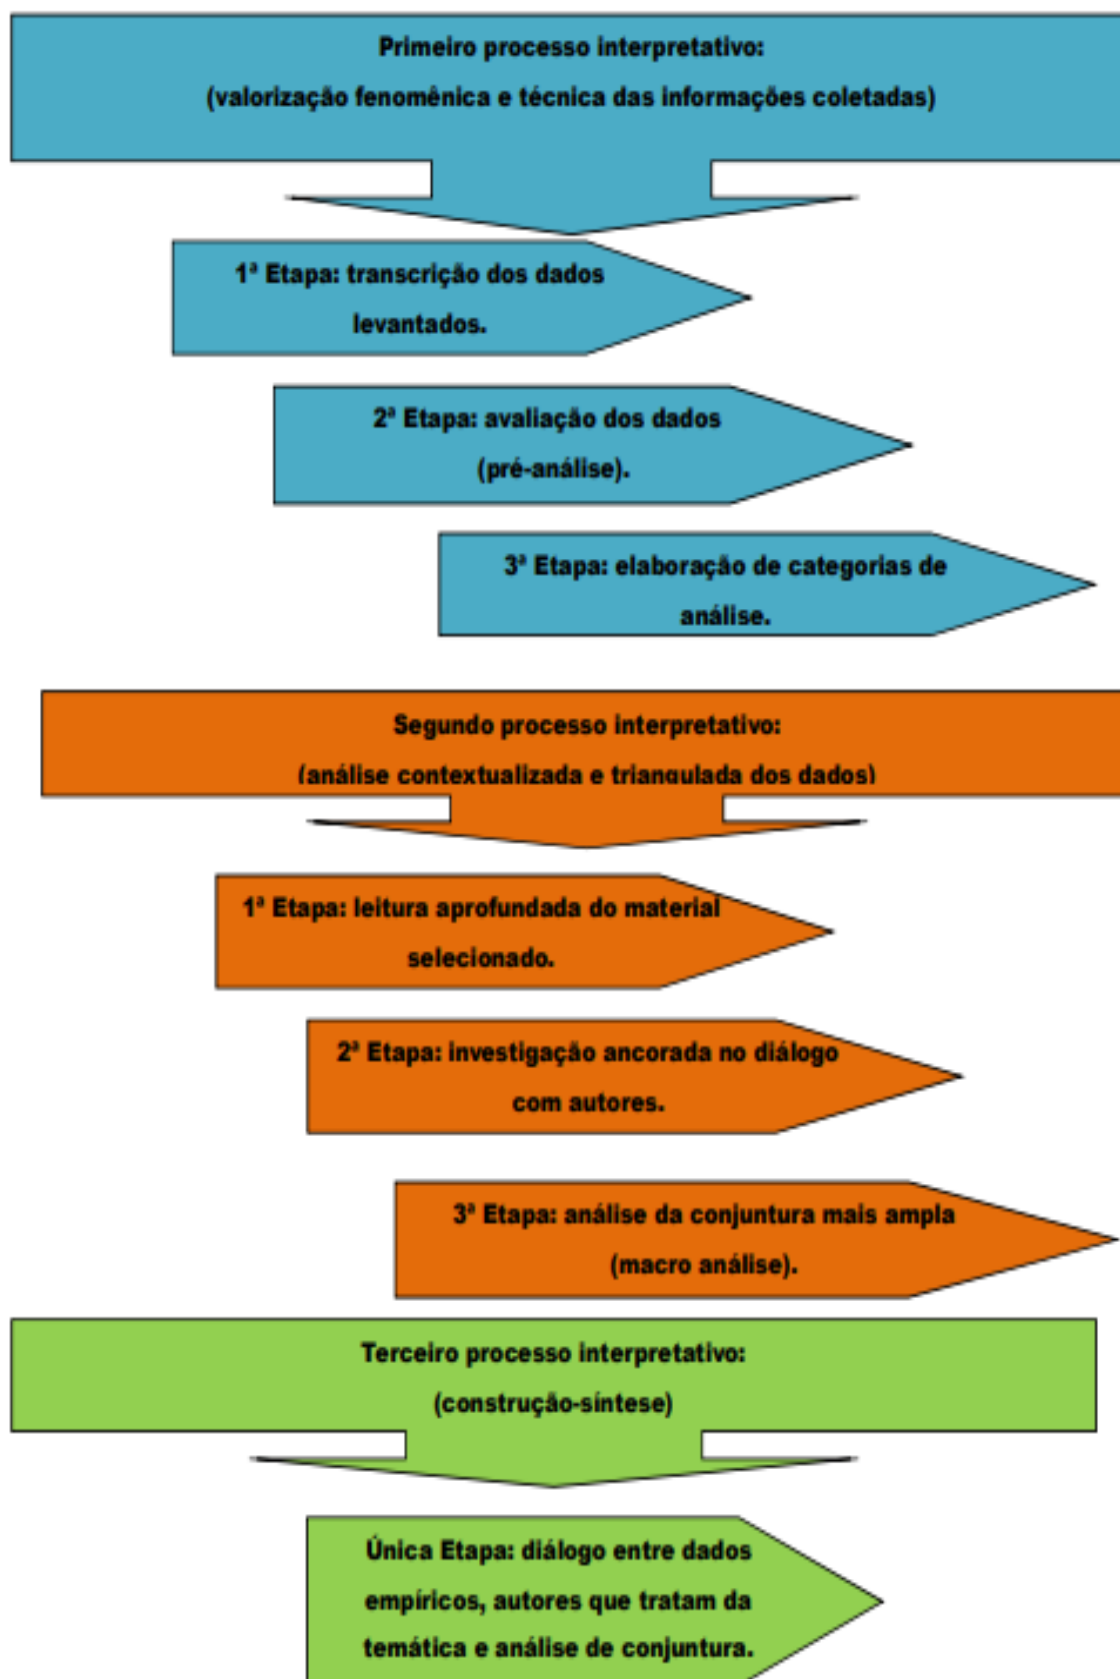 Primeiro processo interpretativo:
(valorização fenomênica e técnica das informações coletadas)
1ª Etapa: transcrição dos dados
levantados.
2ª Etapa: avaliação dos dados
(pré-análise).
3ª Etapa: elaboração de categorias de
análise.
Segundo processo interpretativo:
(análise contextualizada e triangulada dos dados)
1ª Etapa: leitura aprofundada do material
selecionado.
2ª Etapa: investigação ancorada no diálogo
com autores.
3ª Etapa: análise da conjuntura mais ampla
(macro análise).
Terceiro processo interpretativo:
(construção-síntese)
Única Etapa: diálogo entre dados
empíricos, autores que tratam da
temática e análise de conjuntura.